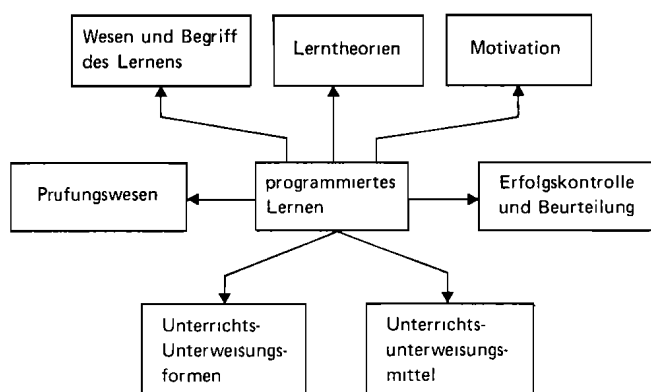 Wesen und Begriff
des Lernens
Lerntheorien
Motivation
Prufungswesen
programmiertes
Lernen
Erfolgskontrolle
und Beurteilung
Unterrichts-
Unterweisungs-
formen
Unterrichts-
unterweisungs-
mittel